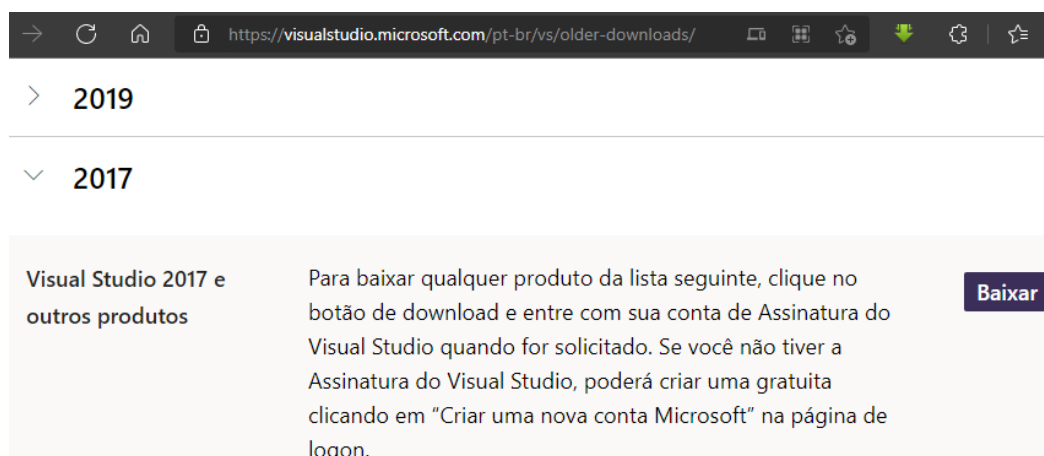 https://visualstudio.microsoft.com/pt-br/vs/older-downloads/
2019
2017
Visual Studio 2017 e
outros produtos
Para baixar qualquer produto da lista seguinte, clique no
botão de download e entre com sua conta de Assinatura do
Visual Studio quando for solicitado. Se você não tiver a
Assinatura do Visual Studio, poderá criar uma gratuita
clicando em “Criar uma nova conta Microsoft” na página de
logon.
Baixar